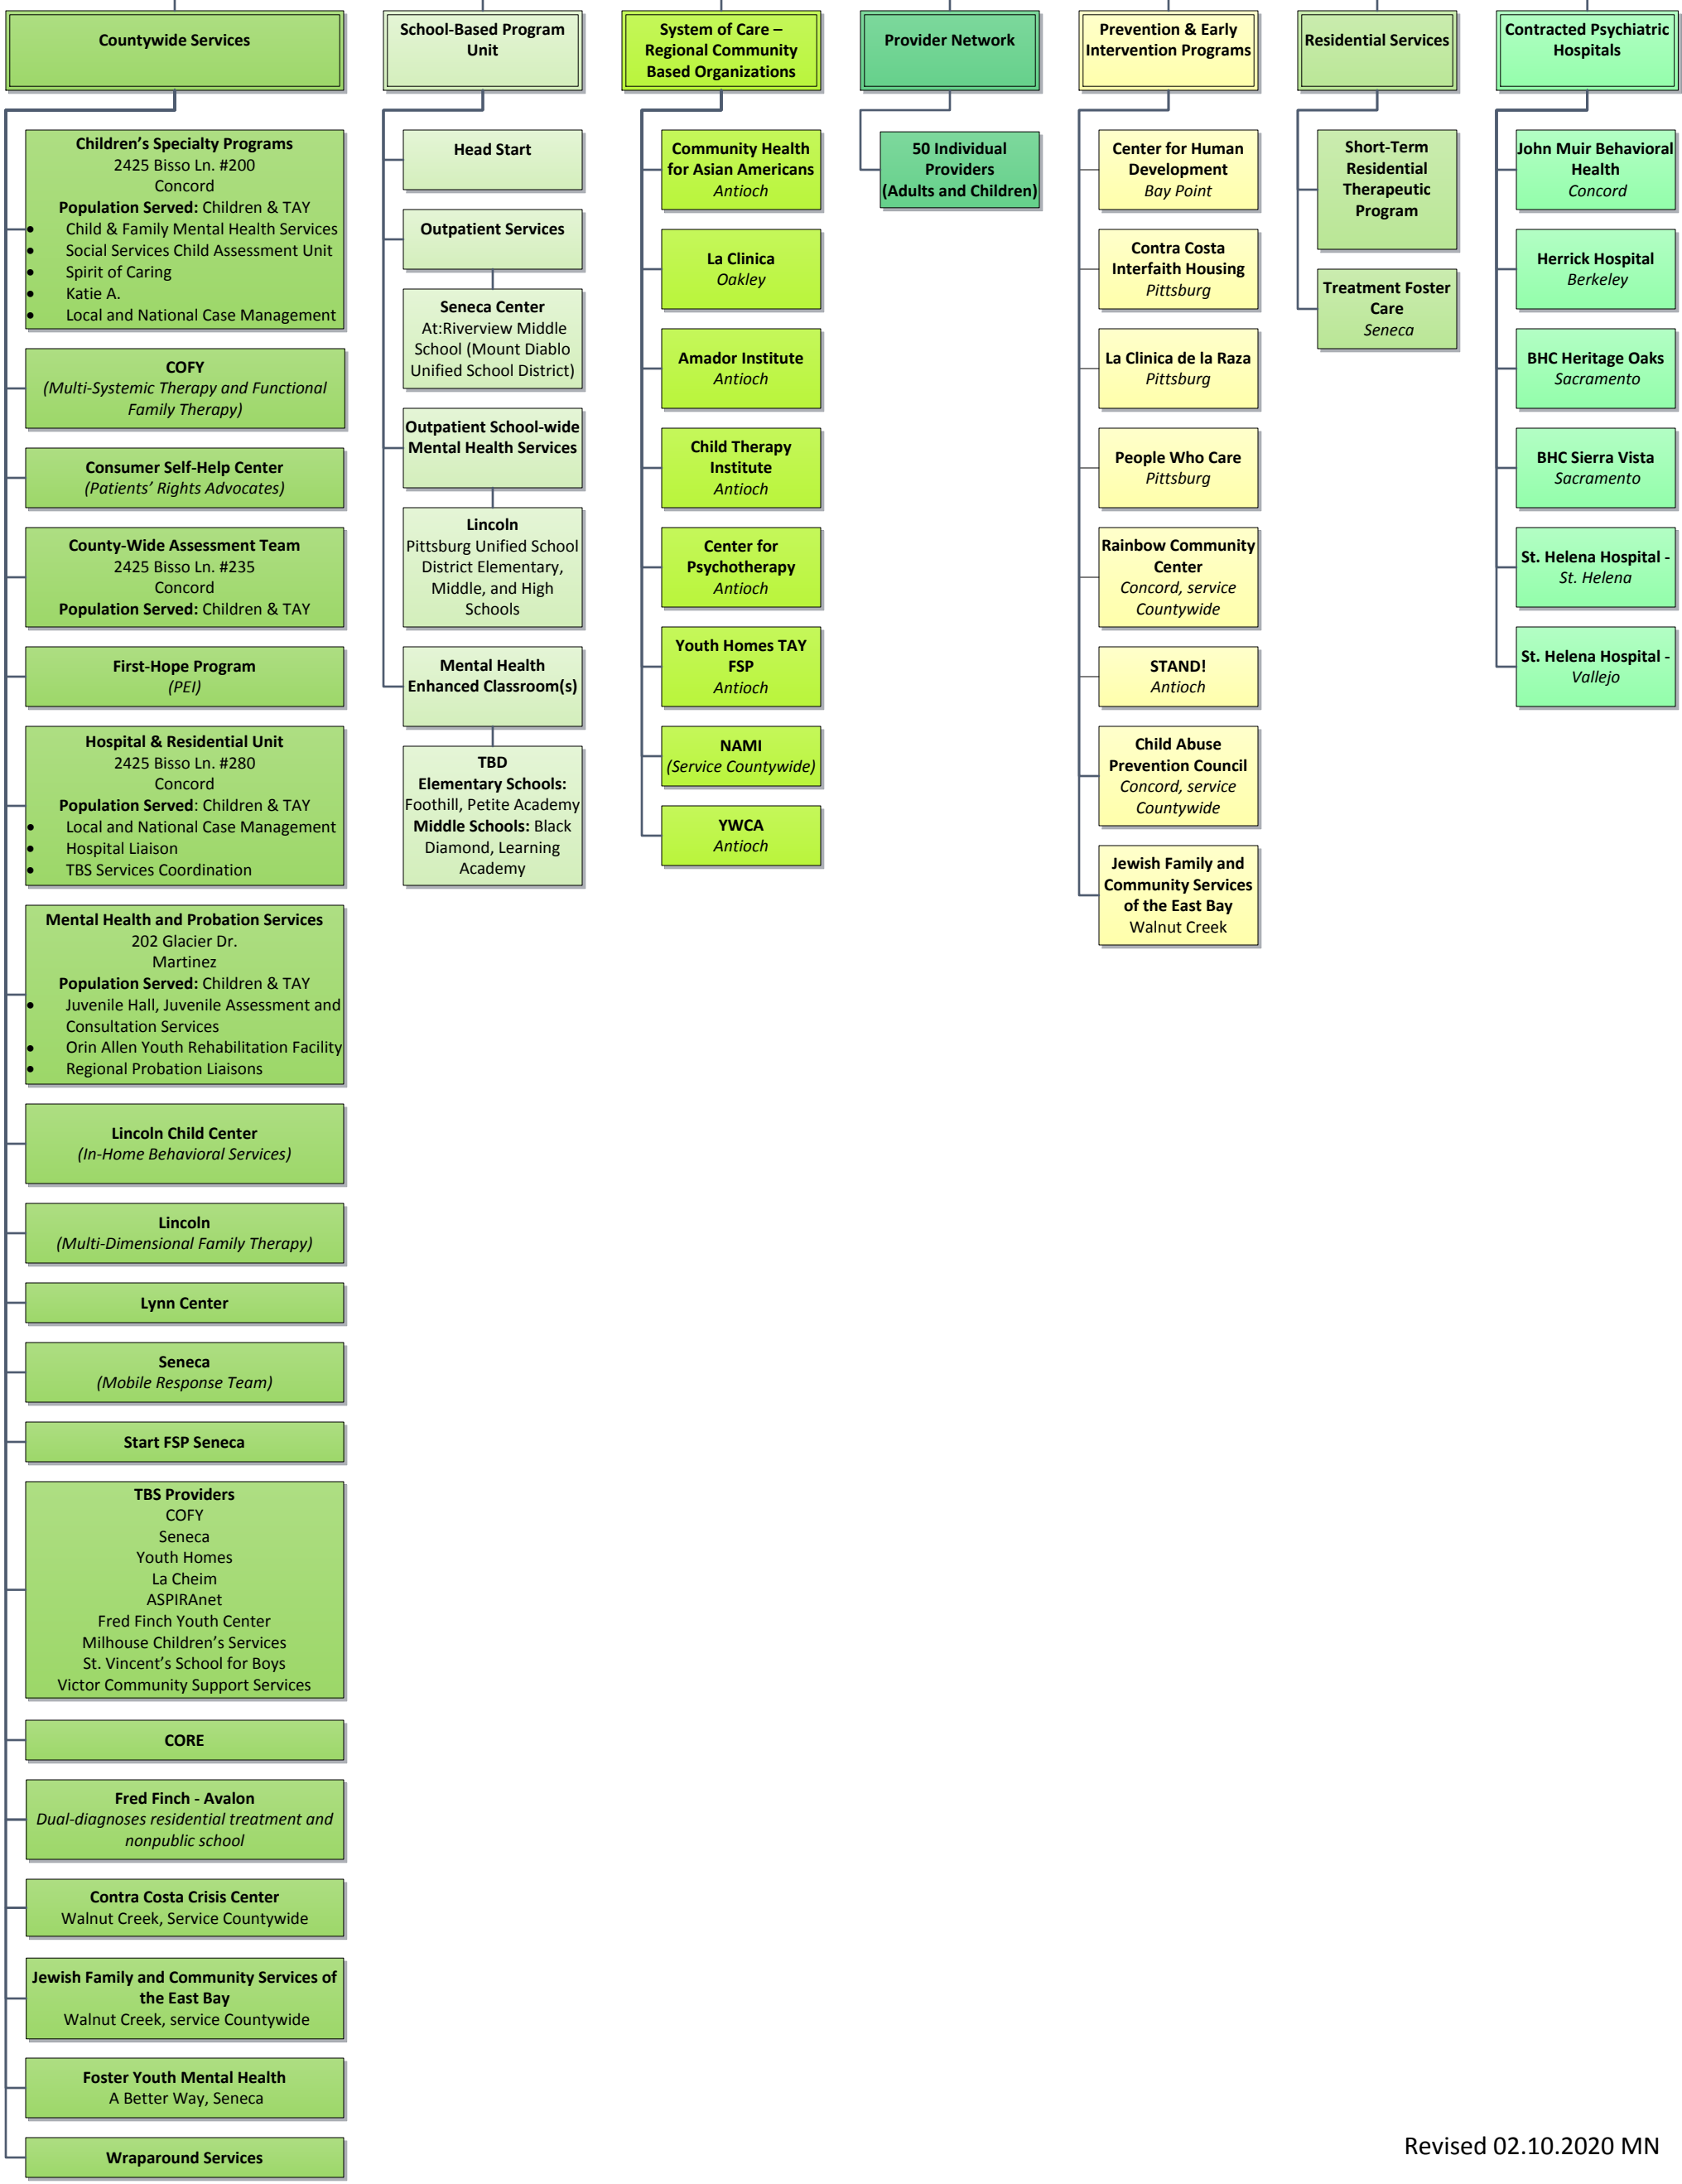 Countywide Services
School-Based Program
Unit
System of Care –
Regional Community
Based Organizations
Provider Network
Prevention & Early
Intervention Programs
Residential Services
Contracted Psychiatric
Hospitals
Children’s Specialty Programs
2425 Bisso Ln. #200
Concord
Population Served: Children & TAY
• Child & Family Mental Health Services
• Social Services Child Assessment Unit
• Spirit of Caring
• Katie A.
• Local and National Case Management
COFY
(Multi-Systemic Therapy and Functional
Family Therapy)
Consumer Self-Help Center
(Patients’ Rights Advocates)
County-Wide Assessment Team
2425 Bisso Ln. #235
Concord
Population Served: Children & TAY
First-Hope Program
(PEI)
Hospital & Residential Unit
2425 Bisso Ln. #280
Concord
Population Served: Children & TAY
• Local and National Case Management
• Hospital Liaison
• TBS Services Coordination
Mental Health and Probation Services
202 Glacier Dr.
Martinez
Population Served: Children & TAY
• Juvenile Hall, Juvenile Assessment and
Consultation Services
• Orin Allen Youth Rehabilitation Facility
• Regional Probation Liaisons
Lincoln Child Center
(In-Home Behavioral Services)
Lincoln
(Multi-Dimensional Family Therapy)
Lynn Center
Seneca
(Mobile Response Team)
Start FSP Seneca
TBS Providers
COFY
Seneca
Youth Homes
La Cheim
ASPIRAnet
Fred Finch Youth Center
Milhouse Children’s Services
St. Vincent’s School for Boys
Victor Community Support Services
CORE
Fred Finch - Avalon
Dual-diagnoses residential treatment and
nonpublic school
Contra Costa Crisis Center
Walnut Creek, Service Countywide
Jewish Family and Community Services of
the East Bay
Walnut Creek, service Countywide
Foster Youth Mental Health
A Better Way, Seneca
Wraparound Services
Head Start
Outpatient Services
Seneca Center
At:Riverview Middle
School (Mount Diablo
Unified School District)
Outpatient School-wide
Mental Health Services
Lincoln
Pittsburg Unified School
District Elementary,
Middle, and High
Schools
Mental Health
Enhanced Classroom(s)
TBD
Elementary Schools:
Foothill, Petite Academy
Middle Schools: Black
Diamond, Learning
Academy
Community Health
for Asian Americans
Antioch
La Clinica
Oakley
Amador Institute
Antioch
Child Therapy
Institute
Antioch
Center for
Psychotherapy
Antioch
Youth Homes TAY
FSP
Antioch
NAMI
(Service Countywide)
YWCA
Antioch
50 Individual
Providers
(Adults and Children)
Center for Human
Development
Bay Point
Contra Costa
Interfaith Housing
Pittsburg
La Clinica de la Raza
Pittsburg
People Who Care
Pittsburg
Rainbow Community
Center
Concord, service
Countywide
STAND!
Antioch
Child Abuse
Prevention Council
Concord, service
Countywide
Jewish Family and
Community Services
of the East Bay
Walnut Creek
Short-Term
Residential
Therapeutic
Program
Treatment Foster
Care
Seneca
John Muir Behavioral
Health
Concord
Herrick Hospital
Berkeley
BHC Heritage Oaks
Sacramento
BHC Sierra Vista
Sacramento
St. Helena Hospital -
St. Helena
St. Helena Hospital -
Vallejo
Revised 02.10.2020 MN